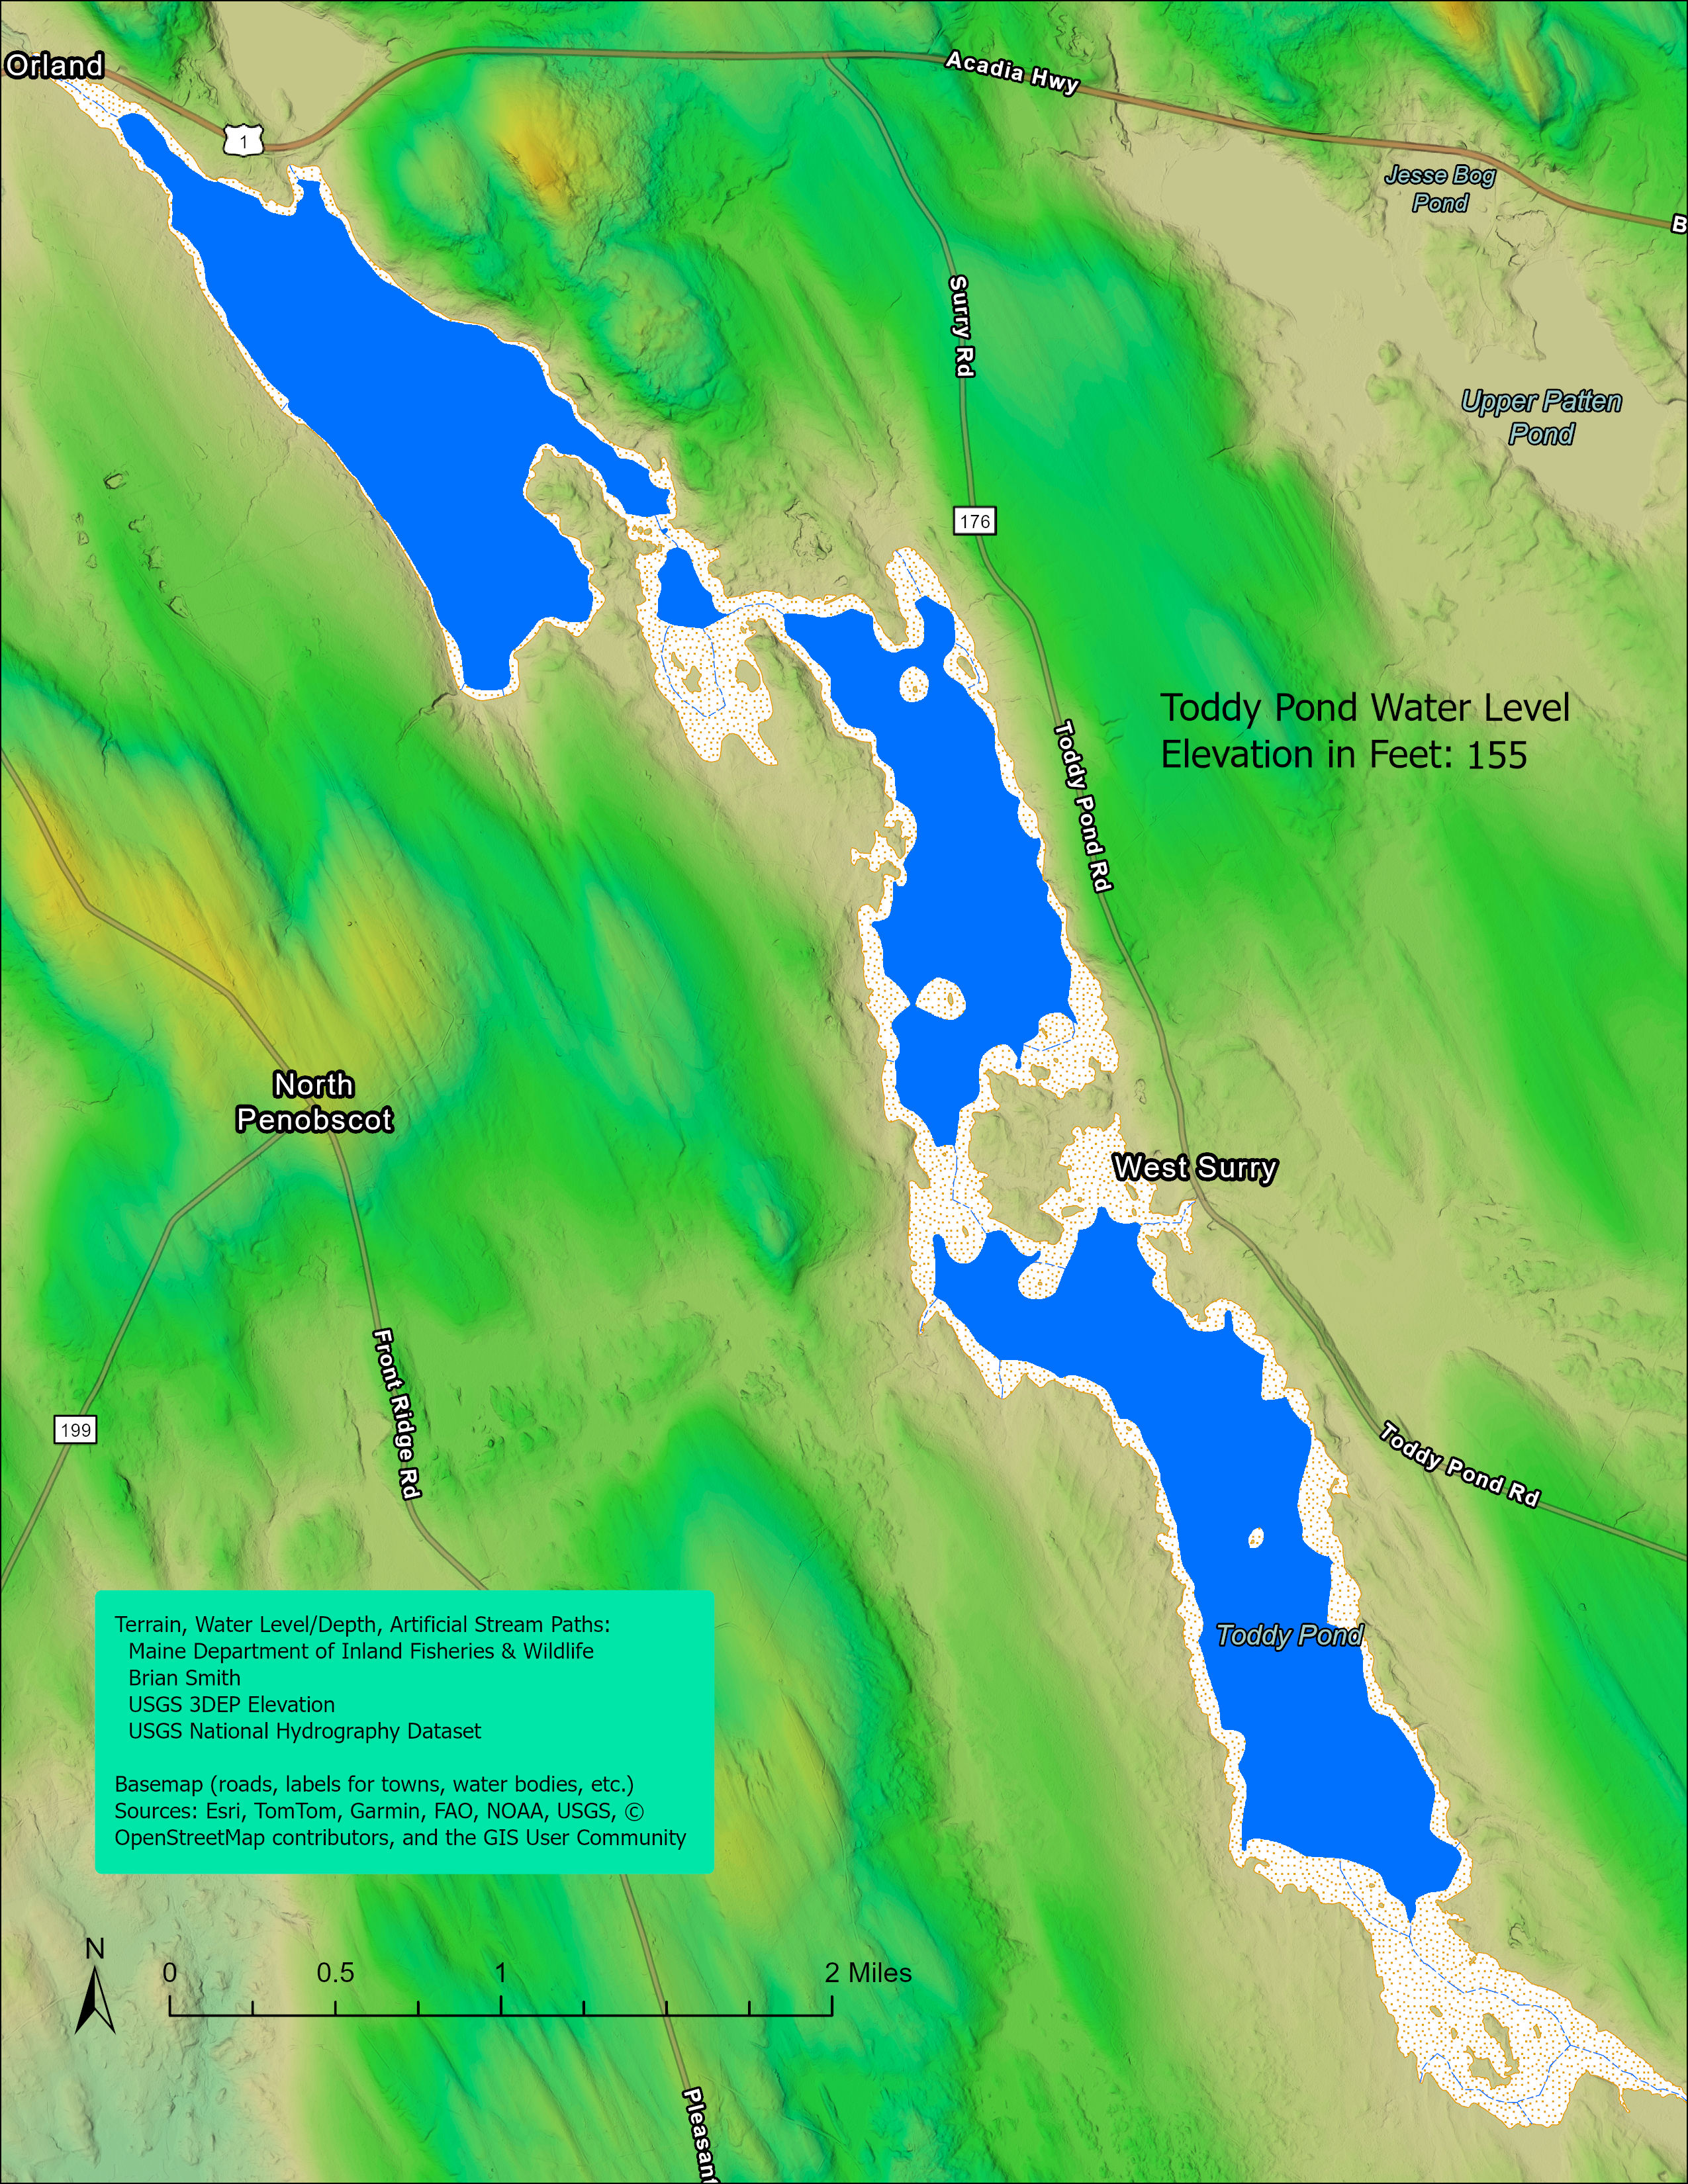 Orland
Acadia Hwy
1
Jesse Bog
Pond
B
Surry Rd
Upper Patten
Pond
176
Toddy Pond Water Level
Elevation in Feet: 155
Toddy Pond Rd
North
Penobscot
West Surry
Front Ridge Rd
199
Toddy Pond Rd
Toddy Pond
Terrain, Water Level/Depth, Artificial Stream Paths:
Maine Department of Inland Fisheries & Wildlife
Brian Smith
USGS 3DEP Elevation
USGS National Hydrography Dataset
Basemap (roads, labels for towns, water bodies, etc.)
Sources: Esri, TomTom, Garmin, FAO, NOAA, USGS, ©
OpenStreetMap contributors, and the GIS User Community
N
0 0.5 1 2 Miles
Pleasant